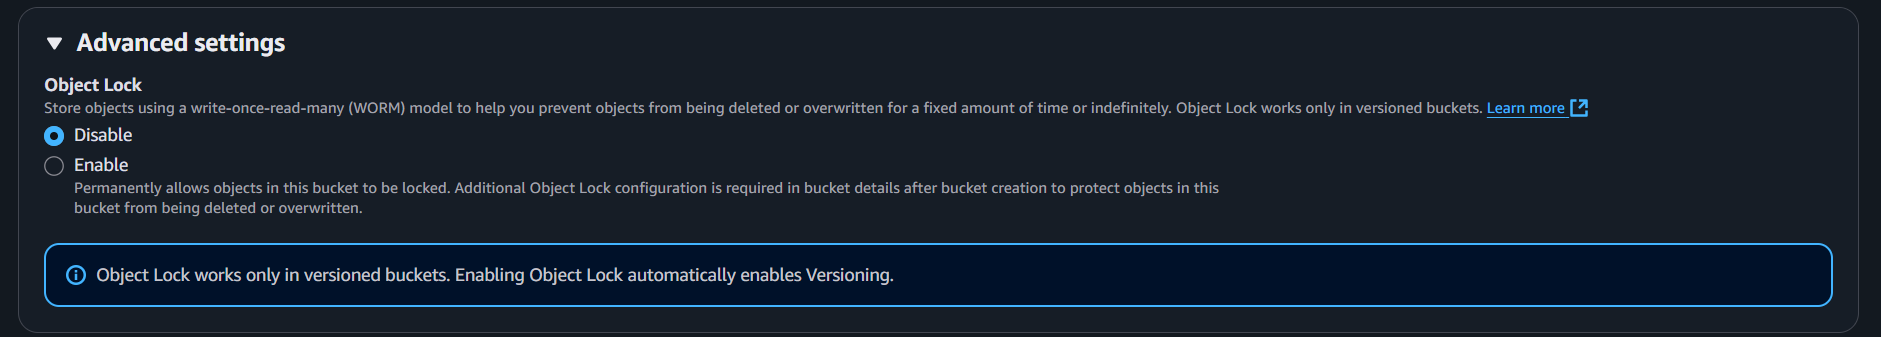 Advanced settings
Object Lock
Store objects using a write-once-read-many (WORM) model to help you prevent objects from being deleted or overwritten for a fixed amount of time or indefinitely. Object Lock works only in versioned buckets. Learn more
Disable
Enable
Permanently allows objects in this bucket to be locked. Additional Object Lock configuration is required in bucket details after bucket creation to protect objects in this
bucket from being deleted or overwritten.
Object Lock works only in versioned buckets. Enabling Object Lock automatically enables Versioning.